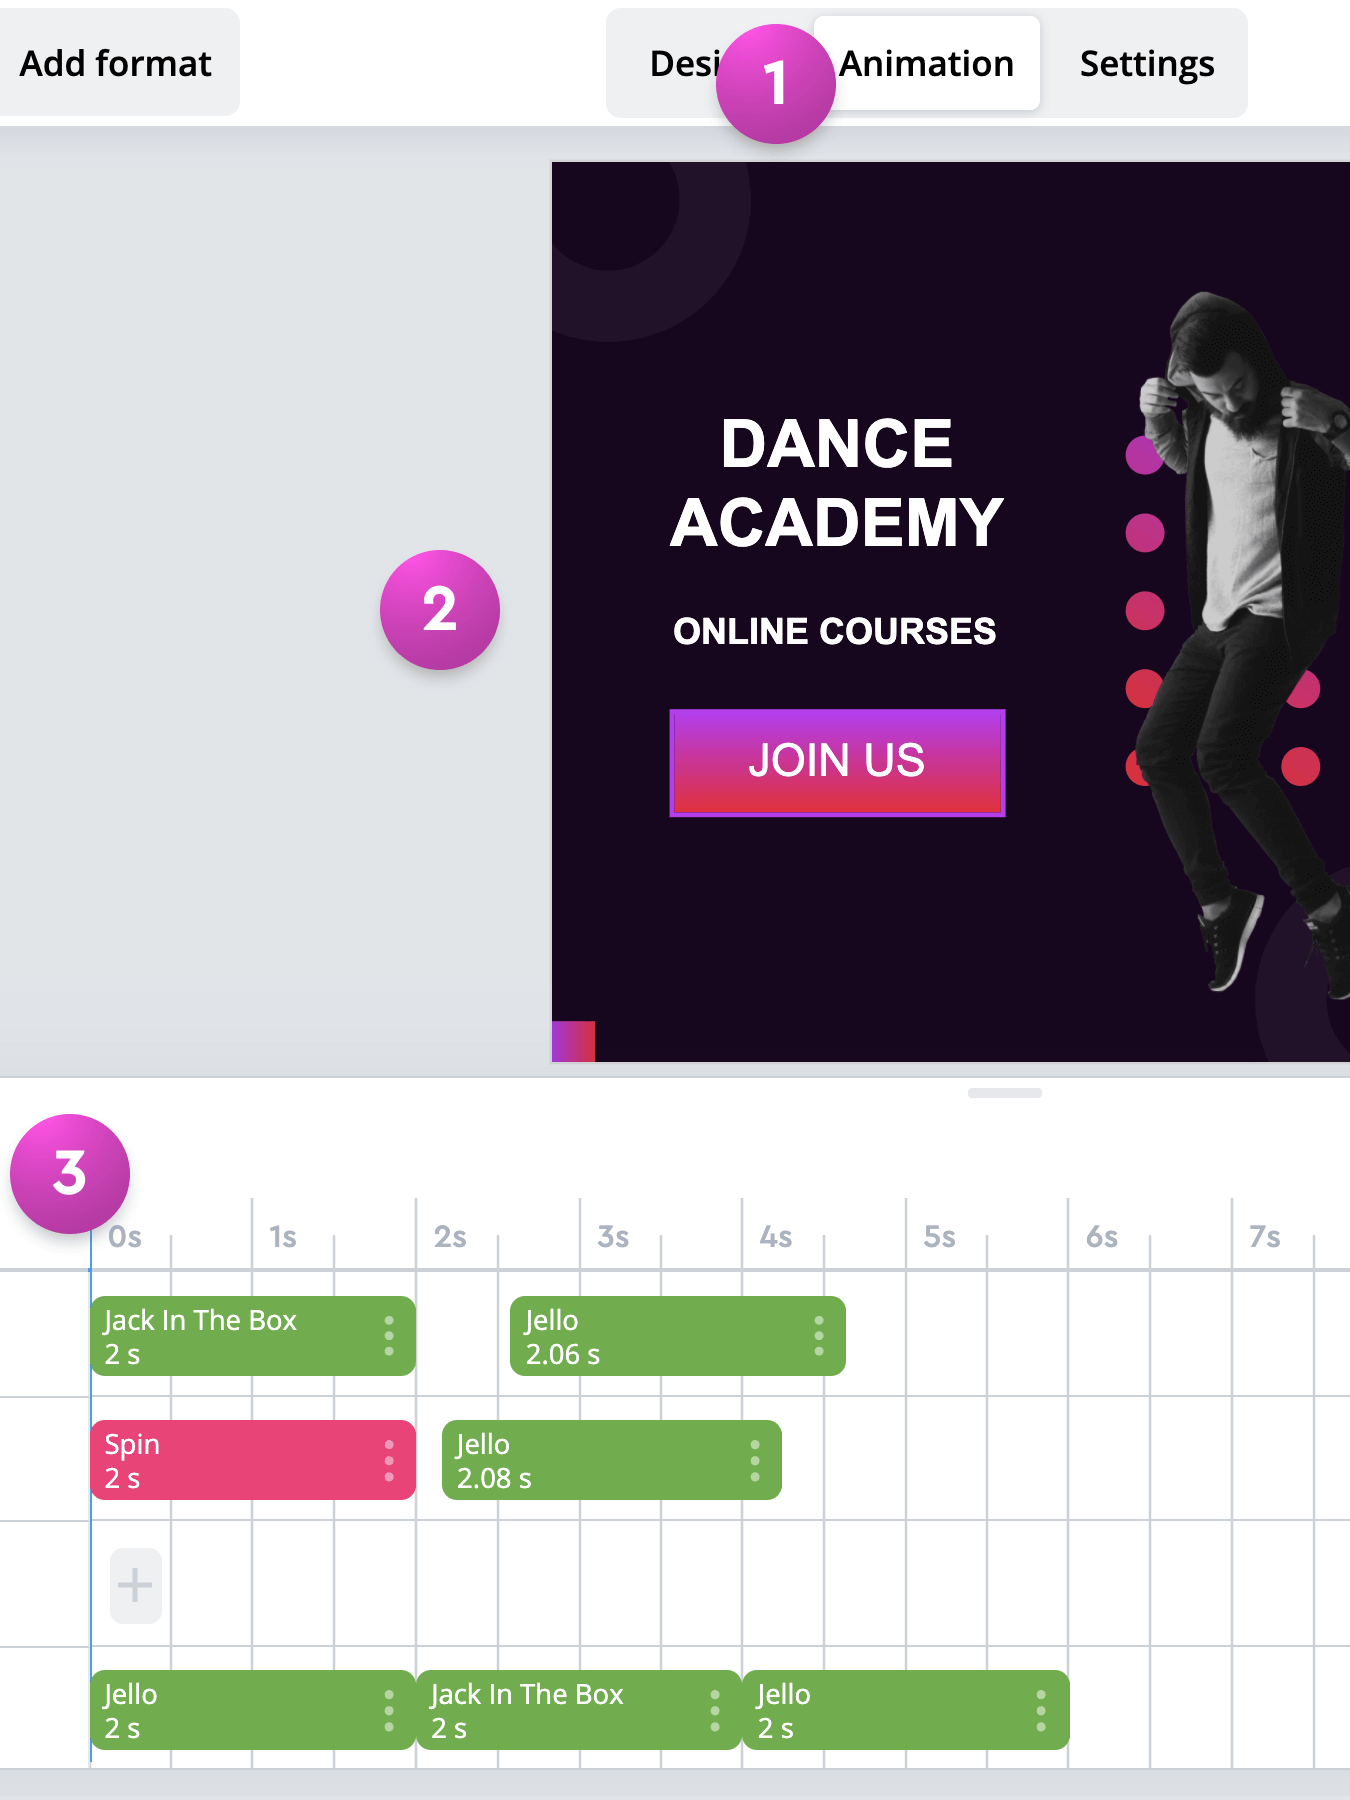 Add format
Desi
1
Animation
Settings
DANCE
ACADEMY
ONLINE COURSES
JOIN US
2
3
0s 1s 2s 3s 4s 5s 6s 7s
Jack In The Box
2 s
Jello
2.06 s
Spin
2 s
Jello
2.08 s
+
Jello
2 s
Jack In The Box
2 s
Jello
2 s